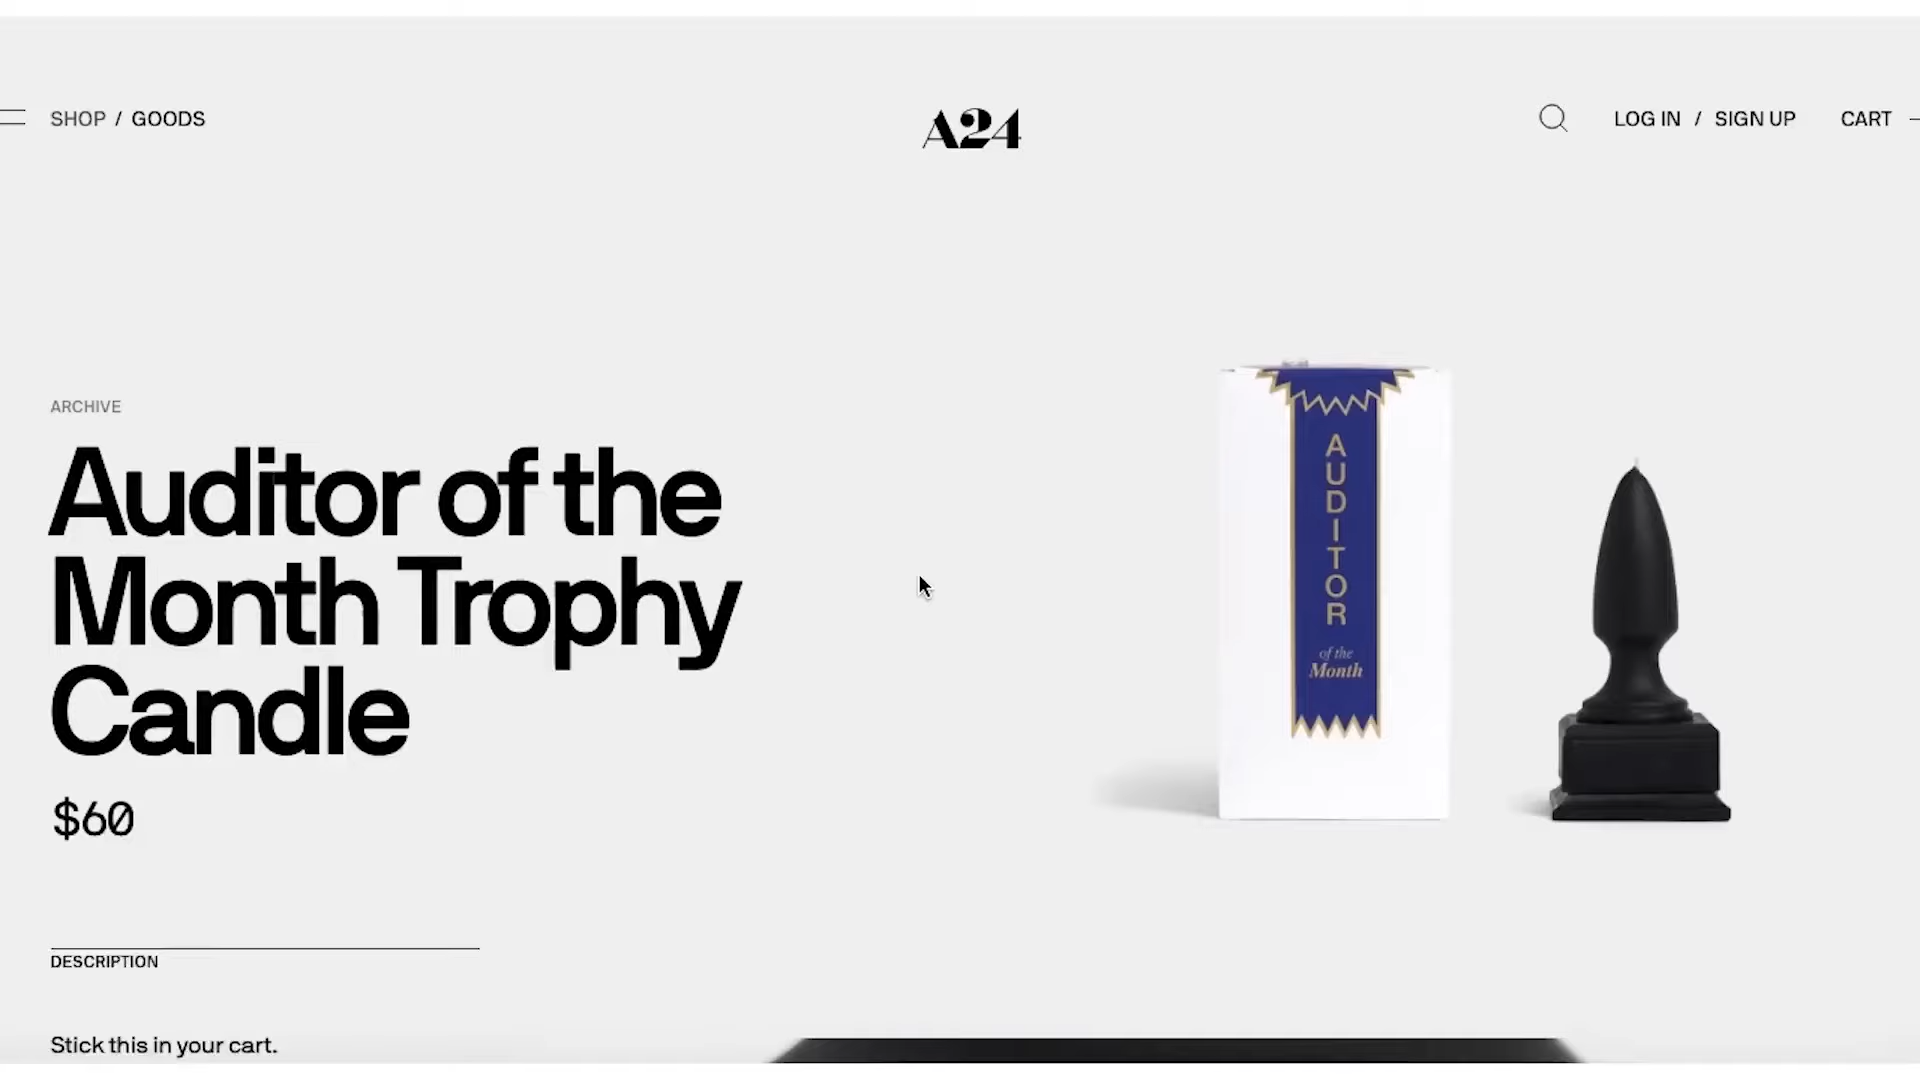 SHOP / GOODS
A24
LOG IN / SIGN UP
CART
ARCHIVE
Auditor of the
Month Trophy
Candle
$60
AUDITOR
of the
Month
DESCRIPTION
Stick this in your cart.